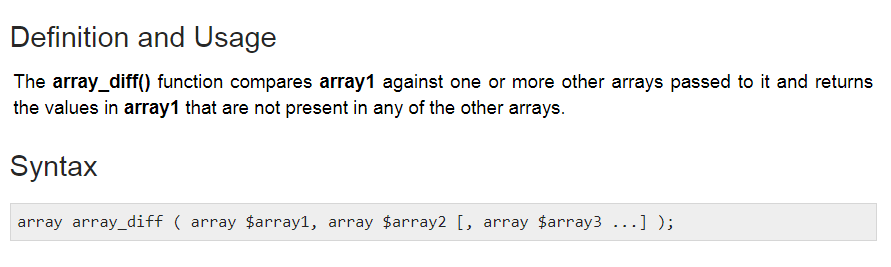 Definition and Usage
The array_diff() function compares array1 against one or more other arrays passed to it and returns
the values in array1 that are not present in any of the other arrays.
Syntax
array array_diff ( array $array1, array $array2 [, array $array3 ...] );